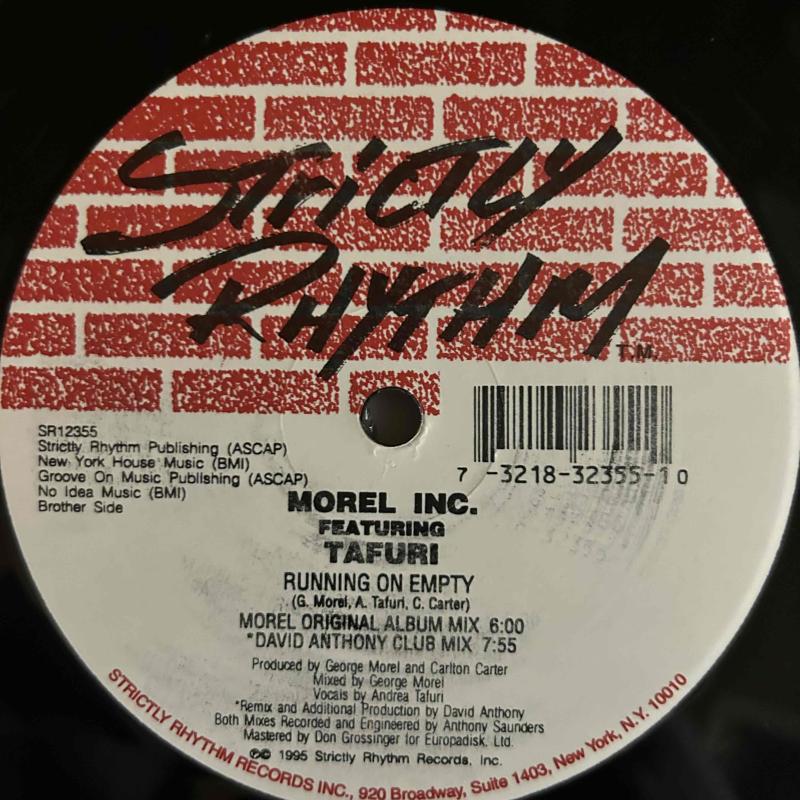 STRICTLY
RHYTHM
T.M.
SR12355
Strictly Rhythm Publishing (ASCAP)
New York House Music (BMI)
Groove On Music Publishing (ASCAP)
No Idea Music (BMI)
Brother Side
7 -3218-32355-1 0
MOREL INC.
FEATURING
TAFURI
RUNNING ON EMPTY
(G. Morel, A. Tafuri, C. Carter)
MOREL ORIGINAL ALBUM MIX 6:00
*DAVID ANTHONY CLUB MIX 7:55
Produced by George Morel and Carlton Carter
Mixed by George Morel
Vocals by Andrea Tafuri
*Remix and Additional Production by David Anthony
Both Mixes Recorded and Engineered by Anthony Saunders
Mastered by Don Grossinger for Europadisk, Ltd.
℗© 1995 Strictly Rhythm Records, Inc.
STRICTLY RHYTHM RECORDS INC., 920 Broadway, Suite 1403, New York, N.Y. 10010